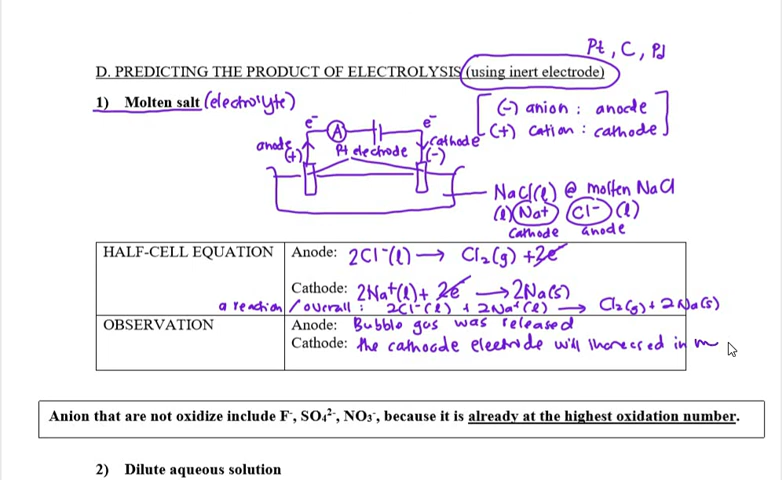 Pt, C, Pd
D. PREDICTING THE PRODUCT OF ELECTROLYSIS (using inert electrode)
1) Molten salt (electrolyte)
[(-) anion : anode
(+) cation : cathode]
e⁻ A e⁻
anode (+) Pt electrode cathode (-)
NaCl(l) @ molten NaCl
(l) Na+ Cl- (l)
cathode anode
HALF-CELL EQUATION Anode: 2Cl⁻(l) → Cl₂(g) + 2e⁻
Cathode: 2Na⁺(l) + 2e⁻ → 2Na(s)
a reaction / overall : 2Cl⁻(l) + 2Na⁺(l) → Cl₂(g) + 2Na(s)
OBSERVATION Anode: Bubble gas was released
Cathode: the cathode electrode will increased in m
Anion that are not oxidize include F⁻, SO₄²⁻, NO₃⁻, because it is already at the highest oxidation number.
2) Dilute aqueous solution